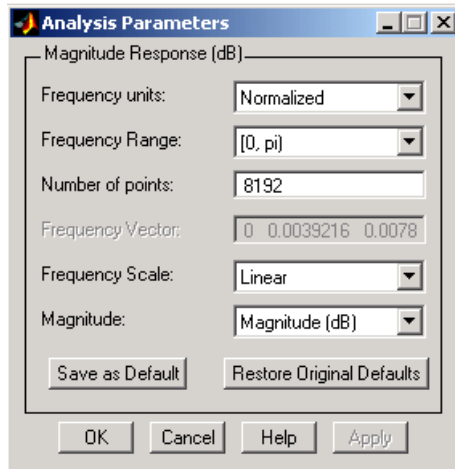 Analysis Parameters
Magnitude Response (dB)
Frequency units: Normalized
Frequency Range: [0, pi)
Number of points: 8192
Frequency Vector: 0 0.0039216 0.0078
Frequency Scale: Linear
Magnitude: Magnitude (dB)
Save as Default Restore Original Defaults
OK Cancel Help Apply